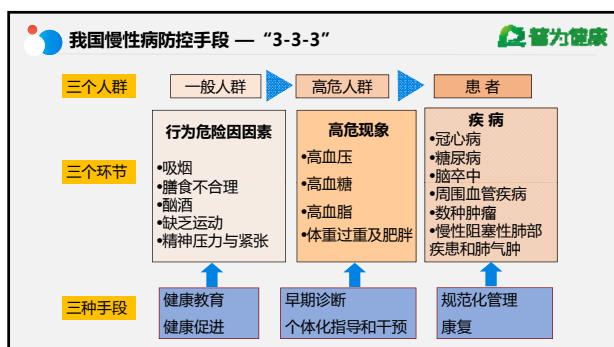 我国慢性病防控手段 — “3-3-3”
普为健康
三个人群
一般人群
高危人群
患 者
三个环节
行为危险因因素
•吸烟
•膳食不合理
•酗酒
•缺乏运动
•精神压力与紧张
高危现象
•高血压
•高血糖
•高血脂
•体重过重及肥胖
疾 病
•冠心病
•糖尿病
•脑卒中
•周围血管疾病
•数种肿瘤
•慢性阻塞性肺部
疾患和肺气肿
三种手段
健康教育
健康促进
早期诊断
个体化指导和干预
规范化管理
康复